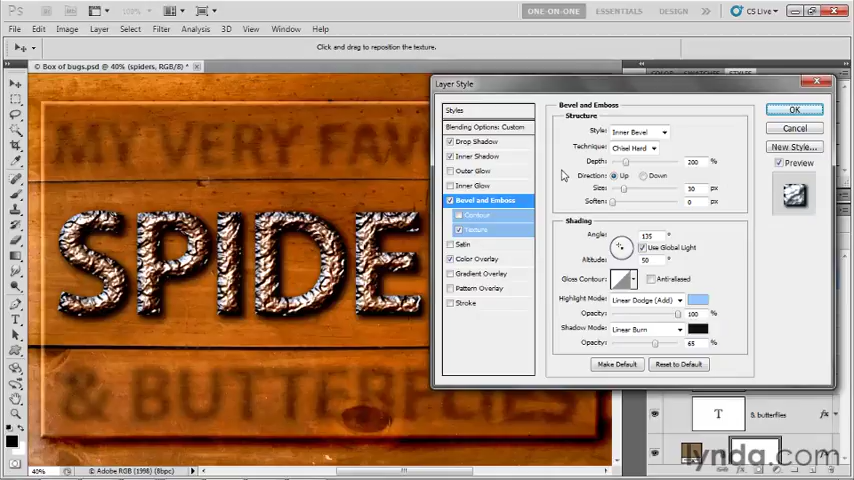 Ps 100% ONE-ON-ONE ESSENTIALS DESIGN >> CS Live
File Edit Image Layer Select Filter Analysis 3D View Window Help
Click and drag to reposition the texture.
© Box of bugs.psd @ 40% (spiders, RGB/8) *
MY VERY FAV
SPIDE
& BUTTERFLIES
Layer Style
Styles
Blending Options: Custom
Drop Shadow
Inner Shadow
Outer Glow
Inner Glow
Bevel and Emboss
Contour
Texture
Satin
Color Overlay
Gradient Overlay
Pattern Overlay
Stroke
Bevel and Emboss
Structure
Style: Inner Bevel
Technique: Chisel Hard
Depth: 200 %
Direction: Up Down
Size: 30 px
Soften: 0 px
Shading
Angle: 135 °
Use Global Light
Altitude: 50 °
Gloss Contour: Anti-aliased
Highlight Mode: Linear Dodge (Add)
Opacity: 100 %
Shadow Mode: Linear Burn
Opacity: 65 %
Make Default Reset to Default
OK
Cancel
New Style...
Preview
T & butterflies fx
40% © Adobe RGB (1998) (8bpc)
lynda.com